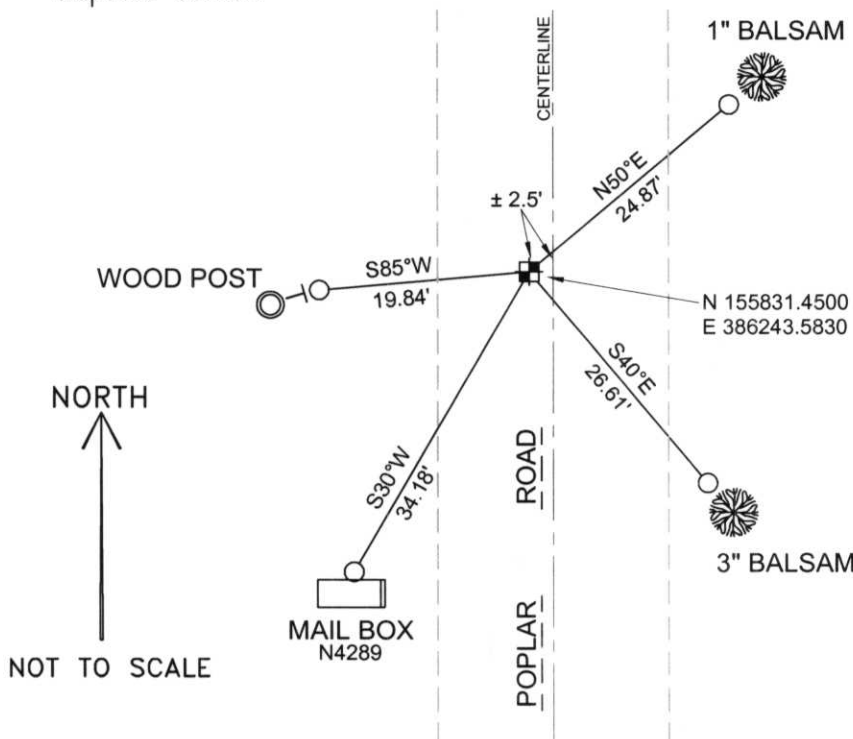 1" BALSAM
CENTERLINE
N50°E
24.87'
± 2.5'
S85°W
19.84'
WOOD POST
N 155831.4500
E 386243.5830
S40°E
26.61'
NORTH
S30°W
34.18'
ROAD
3" BALSAM
MAIL BOX
N4289
POPLAR
NOT TO SCALE